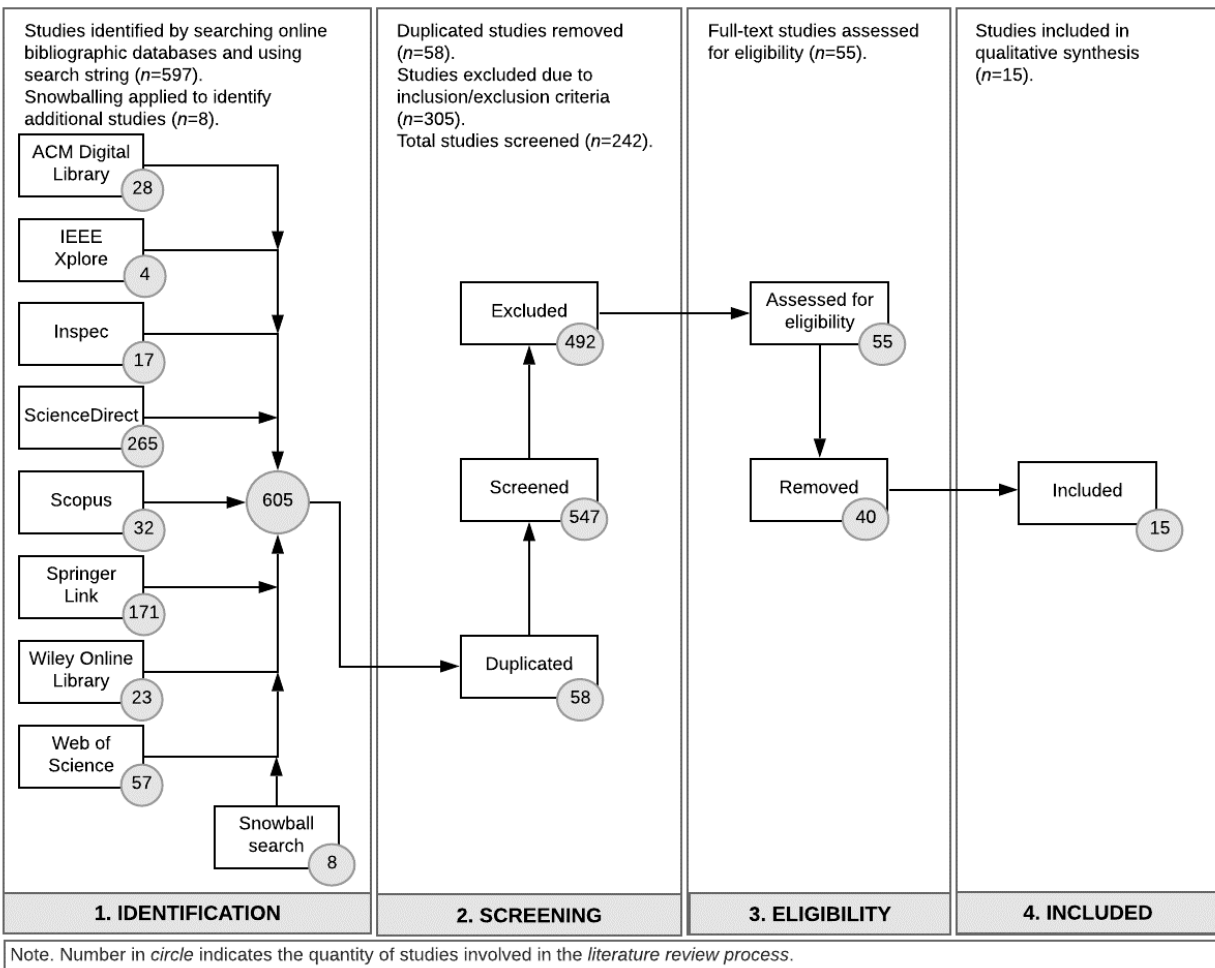 Studies identified by searching online
bibliographic databases and using
search string (n=597).
Snowballing applied to identify
additional studies (n=8).
ACM Digital
Library
28
IEEE
Xplore
4
Inspec
17
ScienceDirect
265
Scopus
32
605
Springer
Link
171
Wiley Online
Library
23
Web of
Science
57
Snowball
search
8
1. IDENTIFICATION
Duplicated studies removed
(n=58).
Studies excluded due to
inclusion/exclusion criteria
(n=305).
Total studies screened (n=242).
Excluded
492
Screened
547
Duplicated
58
2. SCREENING
Full-text studies assessed
for eligibility (n=55).
Assessed for
eligibility
55
Removed
40
3. ELIGIBILITY
Studies included in
qualitative synthesis
(n=15).
Included
15
4. INCLUDED
Note. Number in circle indicates the quantity of studies involved in the literature review process.